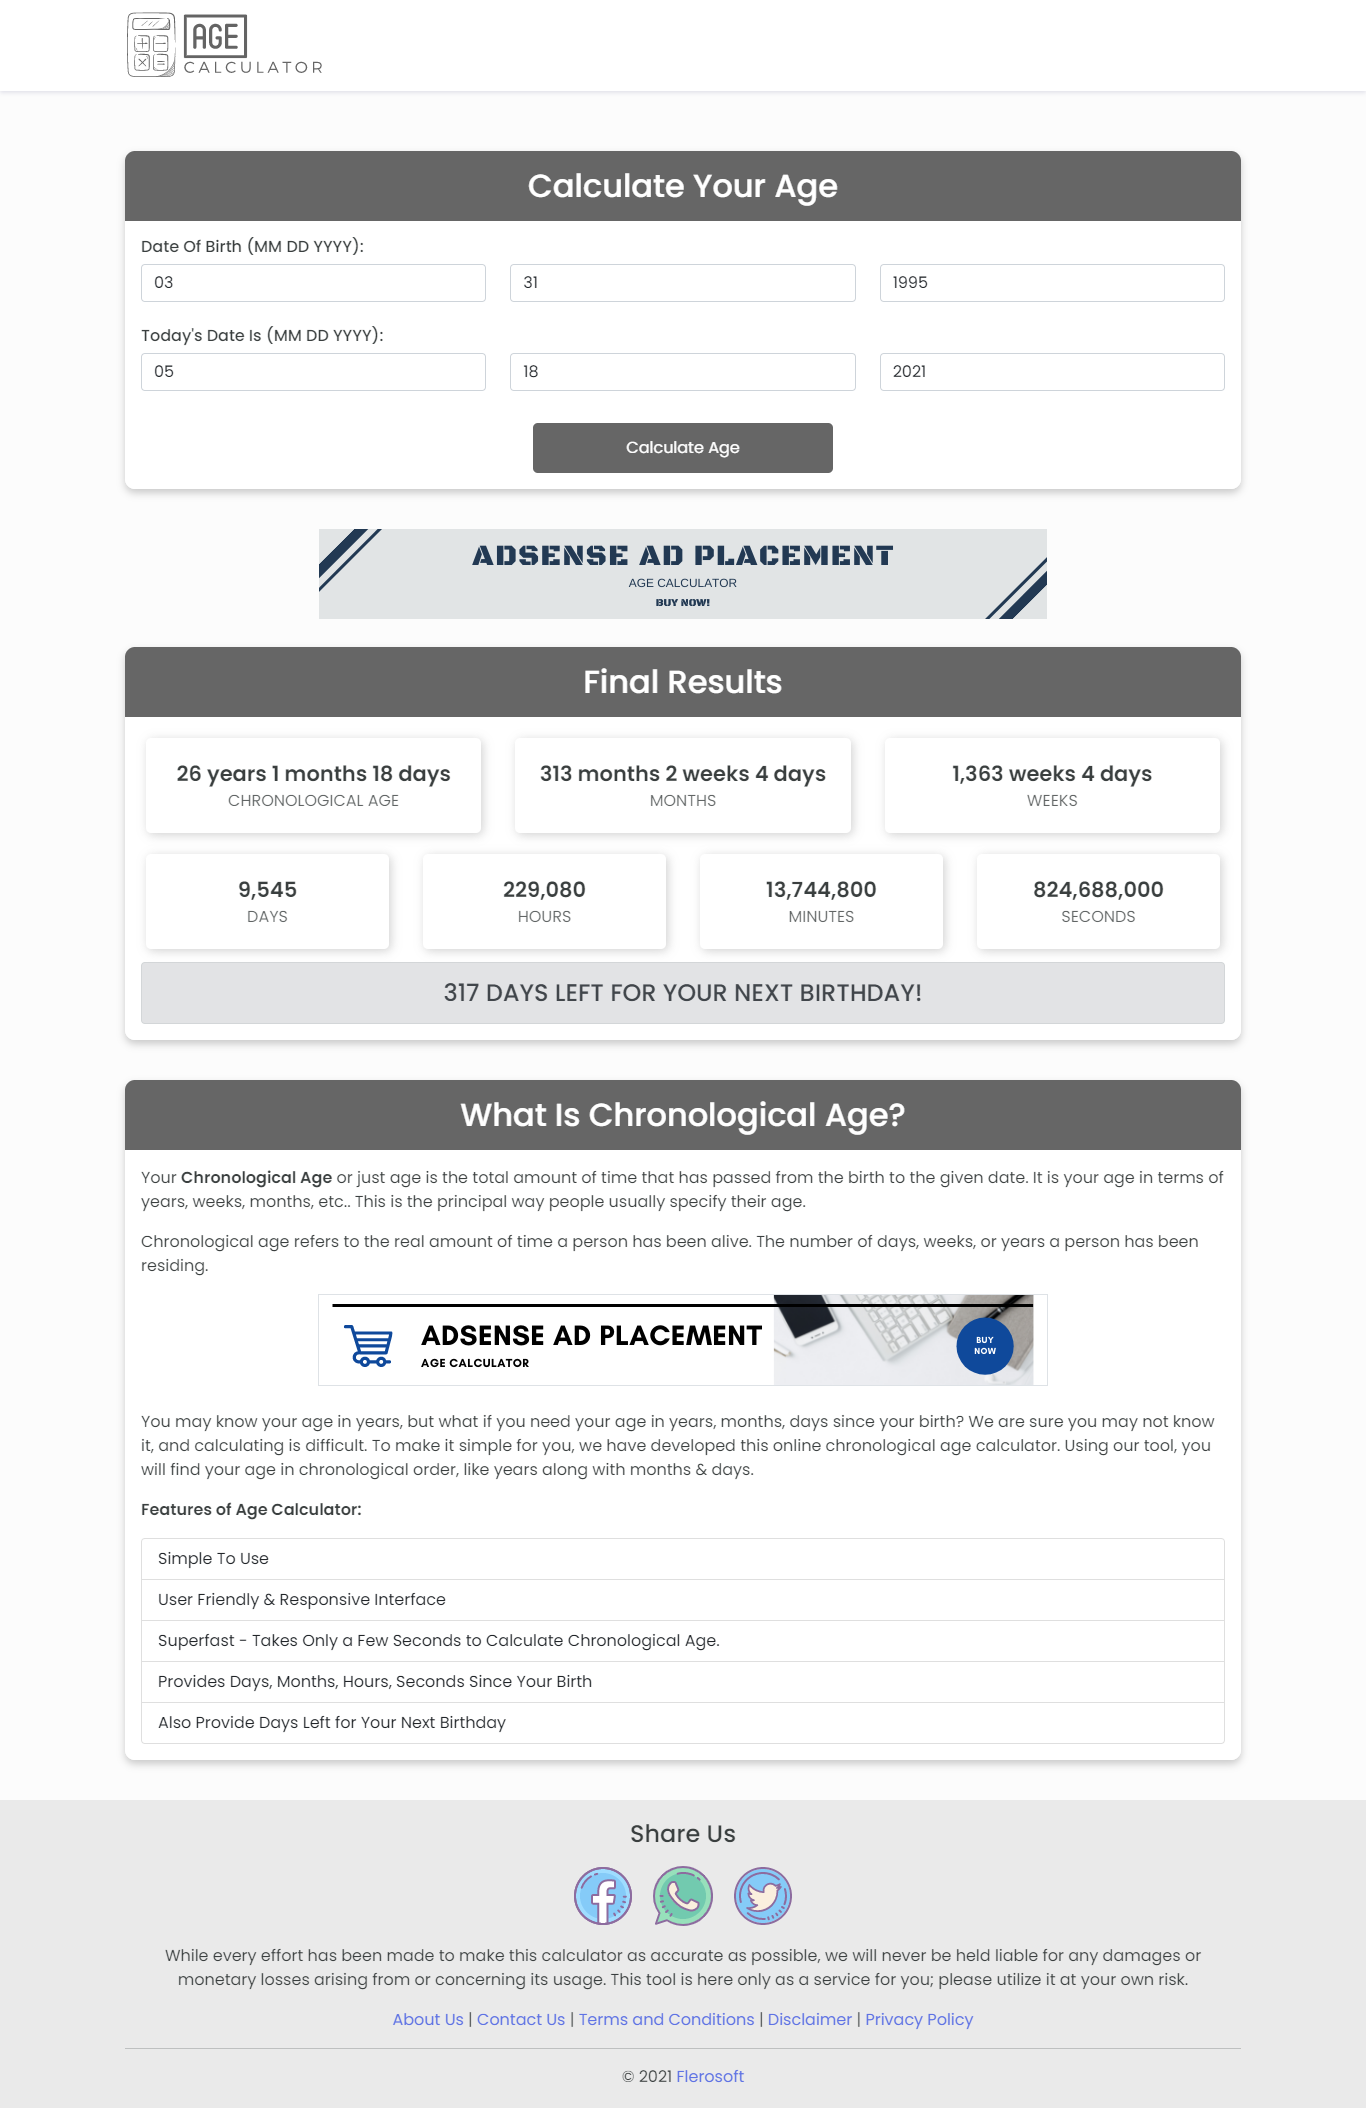 AGE
CALCULATOR
Calculate Your Age
Date Of Birth (MM DD YYYY):
03 31 1995
Today's Date Is (MM DD YYYY):
05 18 2021
Calculate Age
ADSENSE AD PLACEMENT
AGE CALCULATOR
BUY NOW!
Final Results
26 years 1 months 18 days
CHRONOLOGICAL AGE
313 months 2 weeks 4 days
MONTHS
1,363 weeks 4 days
WEEKS
9,545
DAYS
229,080
HOURS
13,744,800
MINUTES
824,688,000
SECONDS
317 DAYS LEFT FOR YOUR NEXT BIRTHDAY!
What Is Chronological Age?
Your Chronological Age or just age is the total amount of time that has passed from the birth to the given date. It is your age in terms of
years, weeks, months, etc.. This is the principal way people usually specify their age.
Chronological age refers to the real amount of time a person has been alive. The number of days, weeks, or years a person has been
residing.
ADSENSE AD PLACEMENT
AGE CALCULATOR
BUY
NOW
You may know your age in years, but what if you need your age in years, months, days since your birth? We are sure you may not know
it, and calculating is difficult. To make it simple for you, we have developed this online chronological age calculator. Using our tool, you
will find your age in chronological order, like years along with months & days.
Features of Age Calculator:
Simple To Use
User Friendly & Responsive Interface
Superfast - Takes Only a Few Seconds to Calculate Chronological Age.
Provides Days, Months, Hours, Seconds Since Your Birth
Also Provide Days Left for Your Next Birthday
Share Us
While every effort has been made to make this calculator as accurate as possible, we will never be held liable for any damages or
monetary losses arising from or concerning its usage. This tool is here only as a service for you; please utilize it at your own risk.
About Us | Contact Us | Terms and Conditions | Disclaimer | Privacy Policy
© 2021 Flerosoft